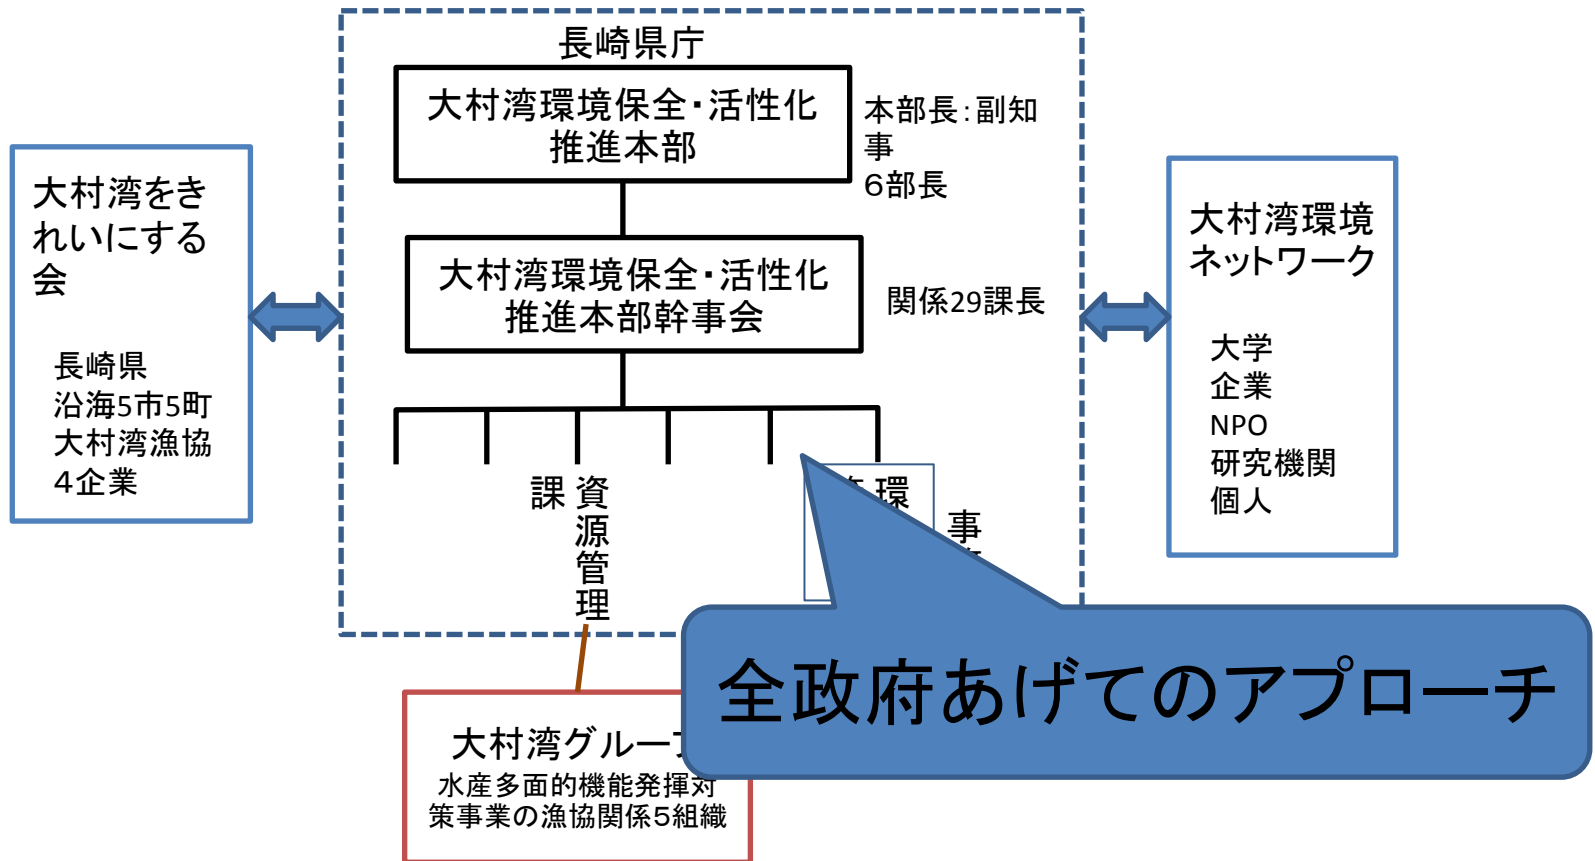 長崎県庁
大村湾環境保全・活性化
推進本部
本部長：副知
事
６部長
大村湾をき
れいにする
会
長崎県
沿海5市5町
大村湾漁協
４企業
大村湾環境保全・活性化
推進本部幹事会
関係29課長
大村湾環境
ネットワーク
大学
企業
NPO
研究機関
個人
資源管理
課
環
事
全政府あげてのアプローチ
大村湾グルー
水産多面的機能発揮対
策事業の漁協関係５組織